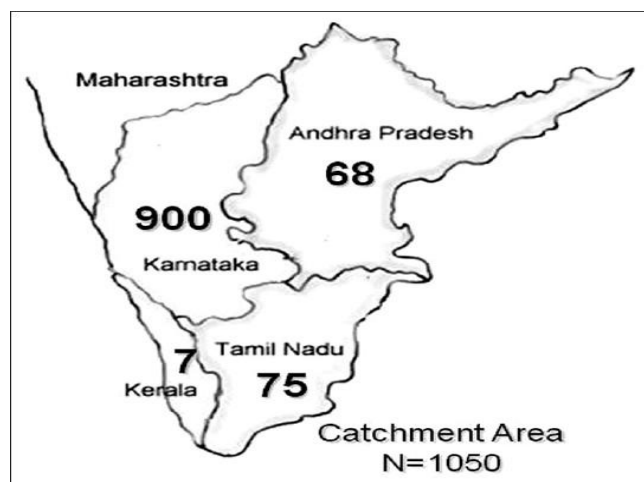 Maharashtra
Andhra Pradesh
68
900
Karnataka
7
Kerala
Tamil Nadu
75
Catchment Area
N=1050